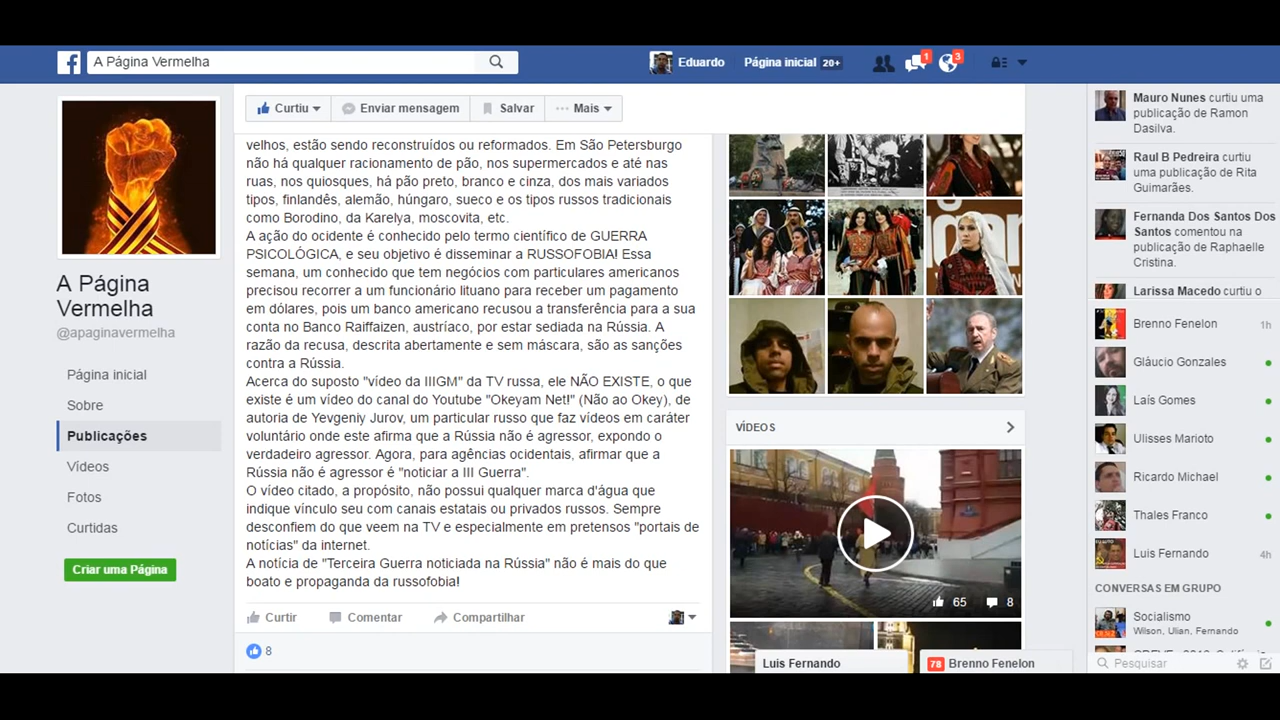 A Página Vermelha
Eduardo
Página inicial 20+
1
3
Curtiu
Enviar mensagem
Salvar
Mais
A Página
Vermelha
@apaginavermelha
Página inicial
Sobre
Publicações
Vídeos
Fotos
Curtidas
Criar uma Página
velhos, estão sendo reconstruídos ou reformados. Em São Petersburgo
não há qualquer racionamento de pão, nos supermercados e até nas
ruas, nos quiosques, há pão preto, branco e cinza, dos mais variados
tipos, finlandês, alemão, húngaro, sueco e os tipos russos tradicionais
como Borodino, da Karelya, moscovita, etc.
A ação do ocidente é conhecido pelo termo científico de GUERRA
PSICOLÓGICA, e seu objetivo é disseminar a RUSSOFOBIA! Essa
semana, um conhecido que tem negócios com particulares americanos
precisou recorrer a um funcionário lituano para receber um pagamento
em dólares, pois um banco americano recusou a transferência para a sua
conta no Banco Raiffaizen, austríaco, por estar sediada na Rússia. A
razão da recusa, descrita abertamente e sem máscara, são as sanções
contra a Rússia.
Acerca do suposto "vídeo da IIIGM" da TV russa, ele NÃO EXISTE, o que
existe é um vídeo do canal do Youtube "Okeyam Net!" (Não ao Okey), de
autoria de Yevgeniy Jurov, um particular russo que faz vídeos em caráter
voluntário onde este afirma que a Rússia não é agressor, expondo o
verdadeiro agressor. Agora, para agências ocidentais, afirmar que a
Rússia não é agressor é "noticiar a III Guerra".
O vídeo citado, a propósito, não possui qualquer marca d'água que
indique vínculo seu com canais estatais ou privados russos. Sempre
desconfiem do que veem na TV e especialmente em pretensos "portais de
notícias" da internet.
A notícia de "Terceira Guerra noticiada na Rússia" não é mais do que
boato e propaganda da russofobia!
Curtir
Comentar
Compartilhar
8
VÍDEOS
65
8
Luis Fernando
78 Brenno Fenelon
Mauro Nunes curtiu uma
publicação de Ramon
Dasilva.
Raul B Pedreira curtiu
uma publicação de Rita
Guimarães.
Fernanda Dos Santos Dos
Santos comentou na
publicação de Raphaelle
Cristina.
Larissa Macedo curtiu o
Brenno Fenelon 1h
Gláucio Gonzales
Laís Gomes
Ulisses Marioto
Ricardo Michael
Thales Franco
Luis Fernando 4h
CONVERSAS EM GRUPO
Socialismo
Wilson, Ulian, Fernando
Pesquisar